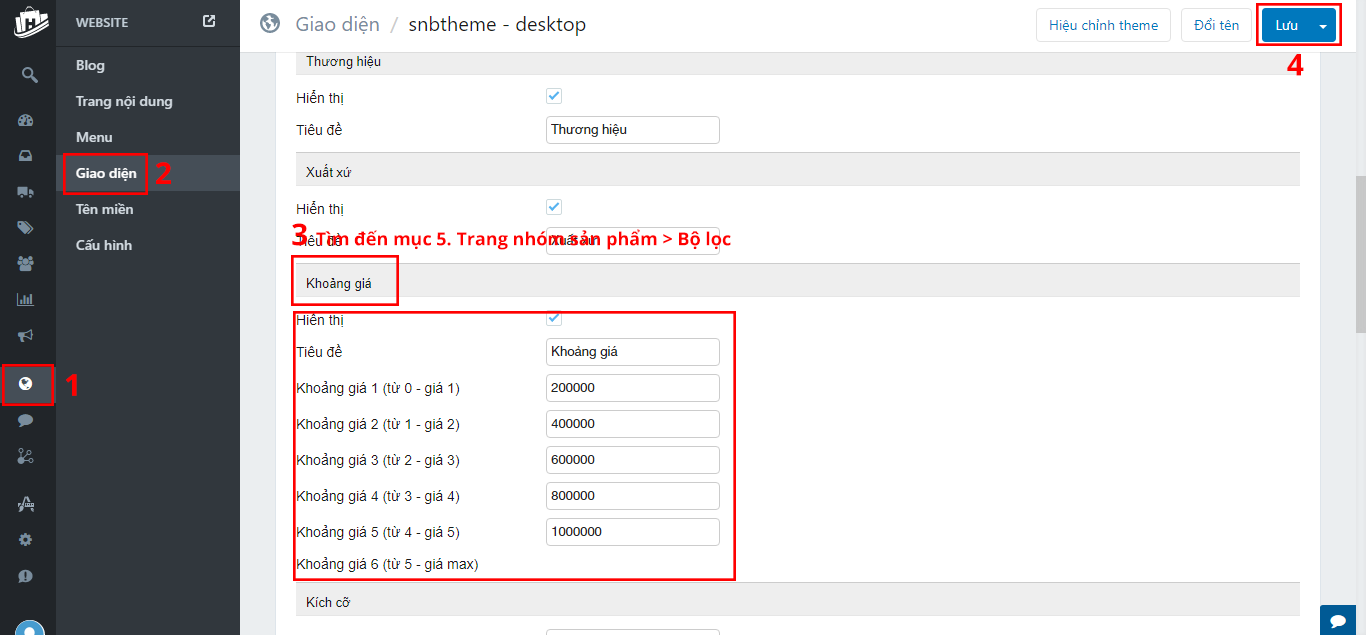 WEBSITE
Blog
Trang nội dung
Menu
Giao diện
2
Tên miền
Cấu hình
1
Giao diện / snbtheme - desktop
Hiệu chỉnh theme
Đổi tên
Lưu
4
Thương hiệu
Hiển thị
Tiêu đề
Thương hiệu
Xuất xứ
Hiển thị
3 Tìm đến mục 5. Trang nhóm sản phẩm > Bộ lọc
Tiêu đề
Xuất xứ
Khoảng giá
Hiển thị
Tiêu đề
Khoảng giá
Khoảng giá 1 (từ 0 - giá 1)
200000
Khoảng giá 2 (từ 1 - giá 2)
400000
Khoảng giá 3 (từ 2 - giá 3)
600000
Khoảng giá 4 (từ 3 - giá 4)
800000
Khoảng giá 5 (từ 4 - giá 5)
1000000
Khoảng giá 6 (từ 5 - giá max)
Kích cỡ